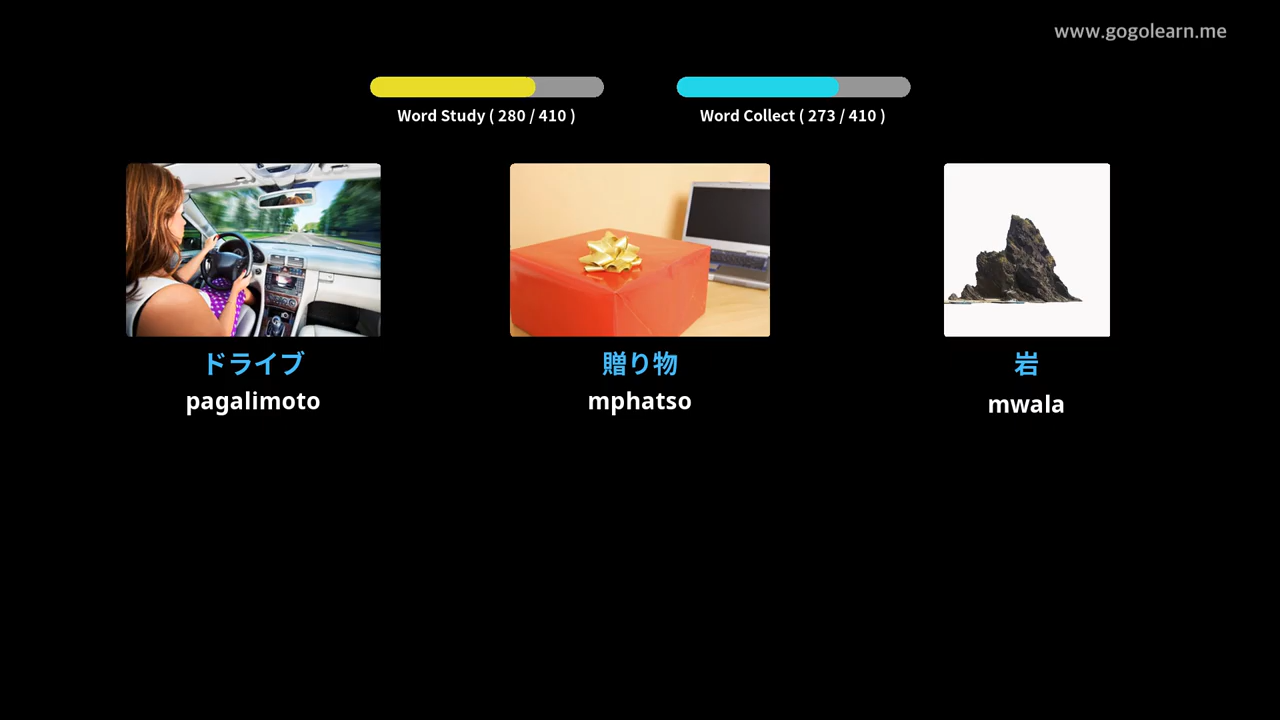 www.gogolearn.me
Word Study ( 280 / 410 )
Word Collect ( 273 / 410 )
ドライブ
pagalimoto
贈り物
mphatso
岩
mwala